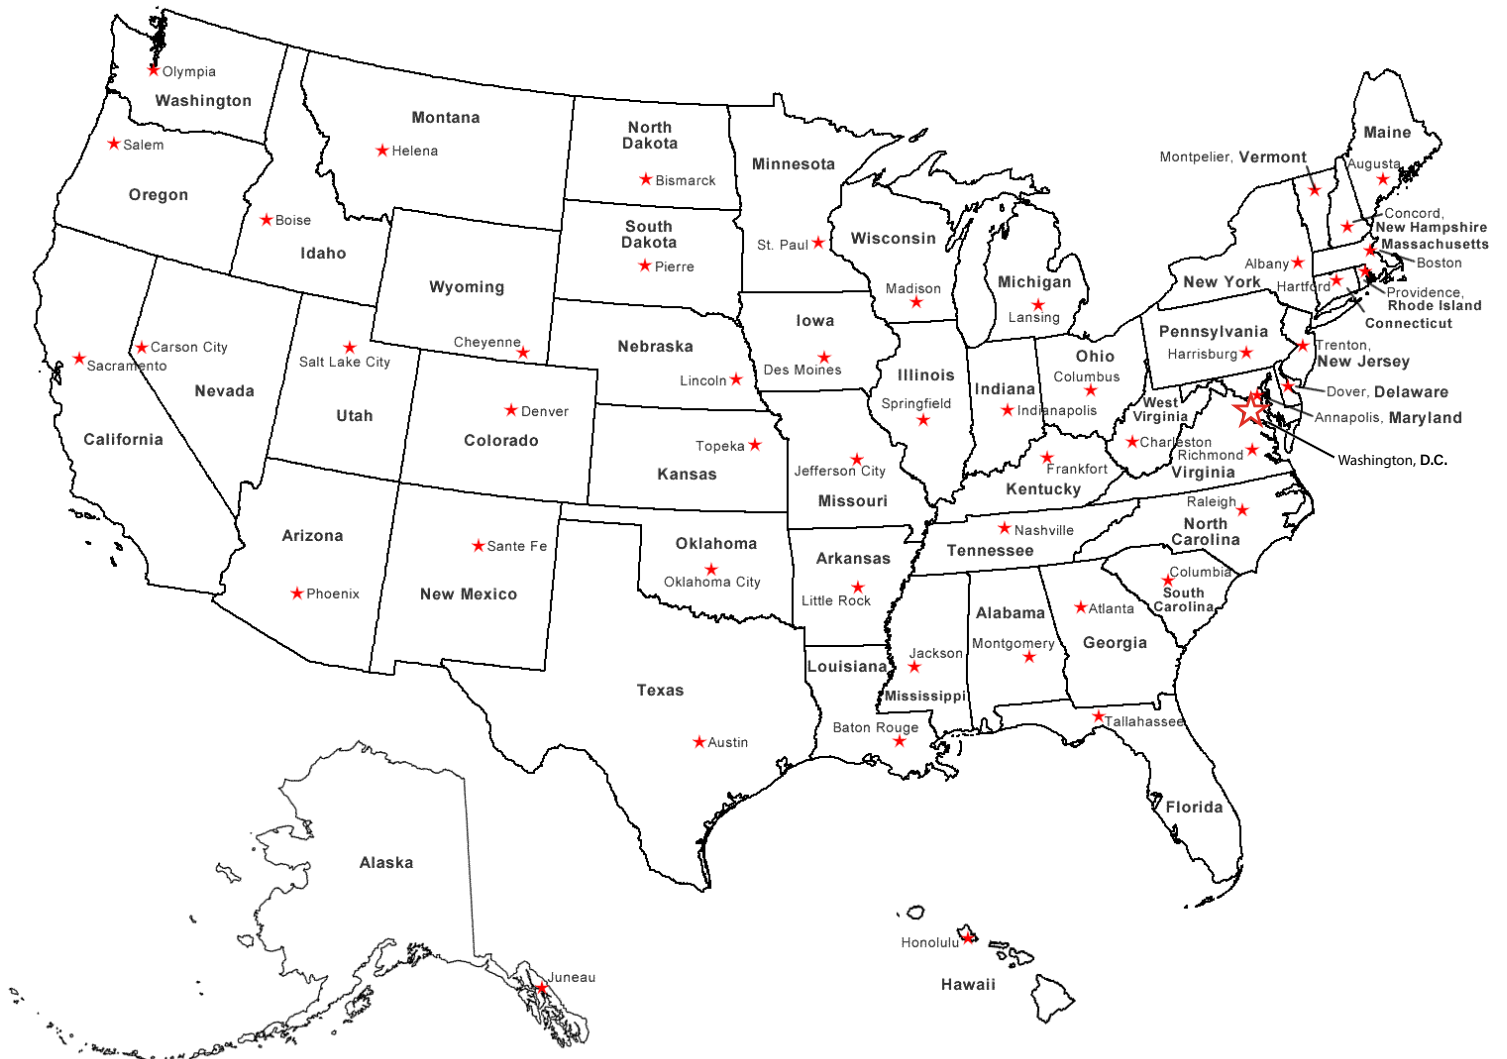 Olympia
Washington
Montana
Helena
North
Dakota
Bismarck
Minnesota
St. Paul
Salem
Oregon
Boise
Idaho
South
Dakota
Pierre
Wyoming
Cheyenne
Wisconsin
Madison
Michigan
Lansing
Maine
Augusta
Montpelier, Vermont
Concord,
New Hampshire
Massachusetts
Boston
Albany
New York
Hartford
Providence,
Rhode Island
Connecticut
Sacramento
Carson City
Nevada
California
Salt Lake City
Utah
Denver
Colorado
Nebraska
Lincoln
Iowa
Des Moines
Illinois
Springfield
Indiana
Indianapolis
Ohio
Columbus
Pennsylvania
Harrisburg
Trenton,
New Jersey
Dover, Delaware
Annapolis, Maryland
Washington, D.C.
West
Virginia
Charleston
Richmond
Virginia
Topeka
Kansas
Jefferson City
Missouri
Frankfort
Kentucky
Nashville
Tennessee
Raleigh
North
Carolina
Arizona
Phoenix
Sante Fe
New Mexico
Oklahoma
Oklahoma City
Arkansas
Little Rock
Columbia
South
Carolina
Alabama
Montgomery
Atlanta
Georgia
Jackson
Mississippi
Louisiana
Baton Rouge
Texas
Austin
Tallahassee
Florida
Alaska
Juneau
Honolulu
Hawaii